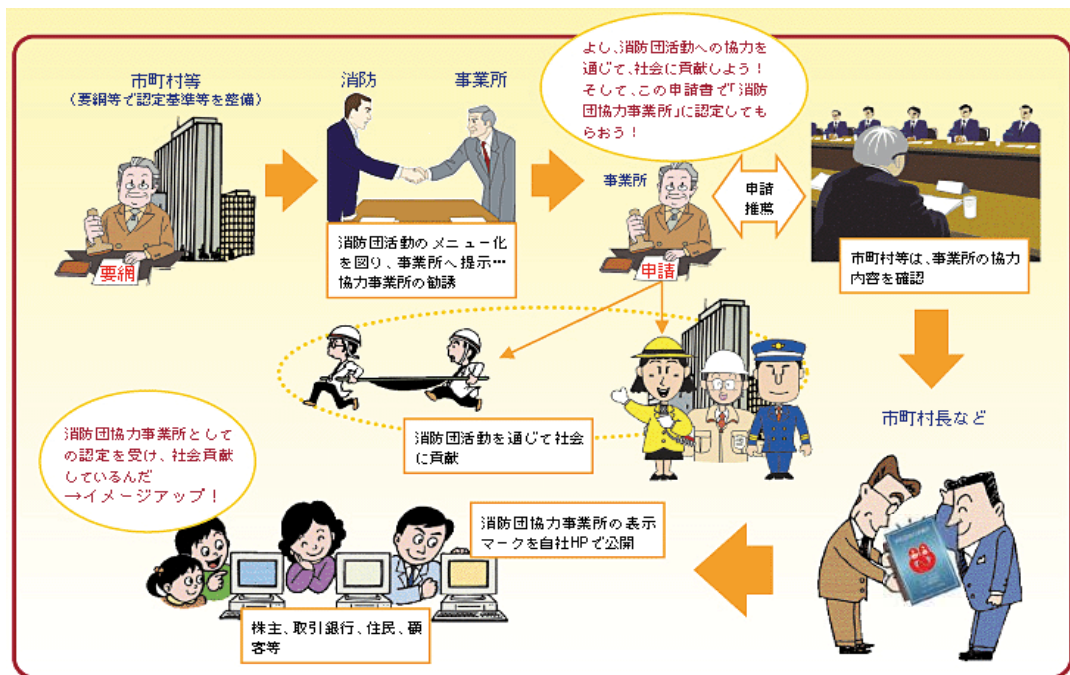 市町村等
（要綱等で認定基準等を整備）
要綱
消防
事業所
消防団活動のメニュー化
を図り、事業所へ提示…
協力事業所の勧誘
よし、消防団活動への協力を
通じて、社会に貢献しよう！
そして、この申請書で「消防
団協力事業所」に認定しても
らおう！
事業所
申請
申請
推薦
市町村等は、事業所の協力
内容を確認
消防団活動を通じて社会
に貢献
市町村長など
消防団協力事業所の表示
マークを自社HPで公開
消防団協力事業所として
の認定を受け、社会貢献
しているんだ
→イメージアップ！
株主、取引銀行、住民、顧
客等